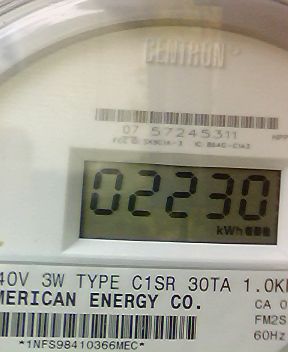 CENTRON
07 57245311
02230
kWh
40V 3W TYPE C1SR 30TA 1.0K
MERICAN ENERGY CO.
CA 0
FM2S
60Hz
*1NFS98410366MEC*